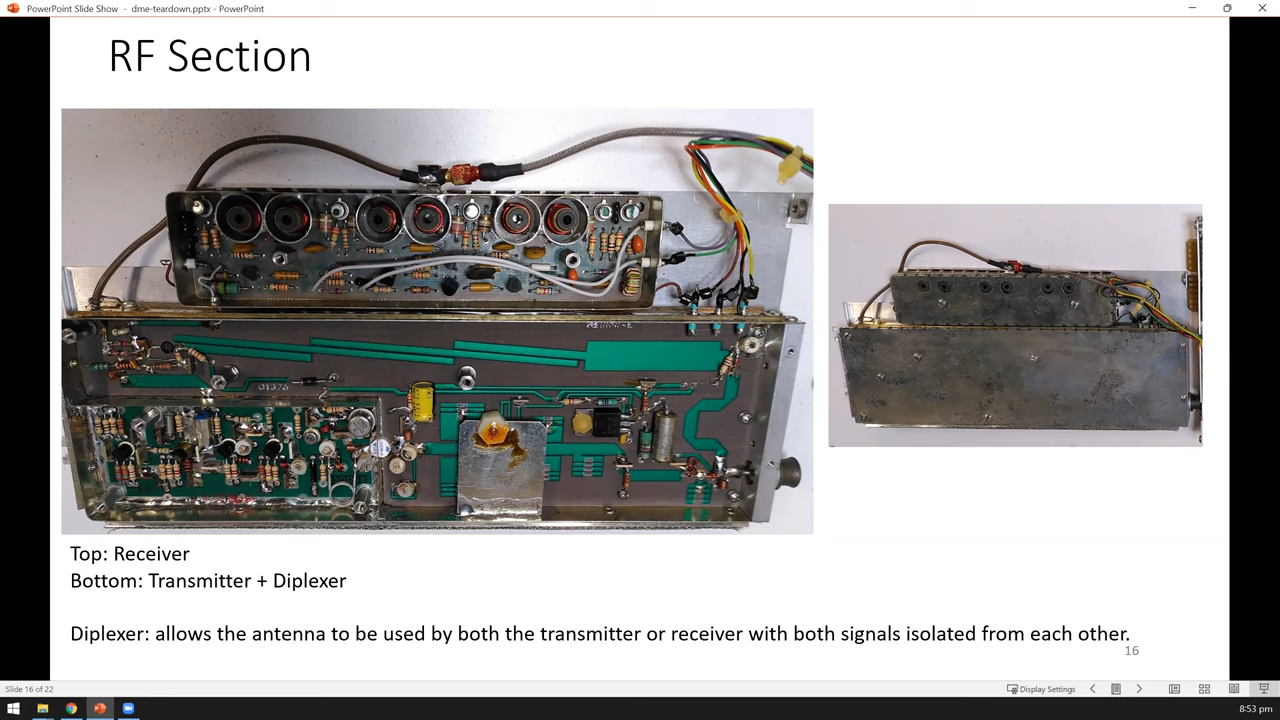 PowerPoint Slide Show - dme-teardown.pptx - PowerPoint
RF Section
01376
Top: Receiver
Bottom: Transmitter + Diplexer
Diplexer: allows the antenna to be used by both the transmitter or receiver with both signals isolated from each other.
16
Slide 16 of 22
Display Settings
8:53 pm